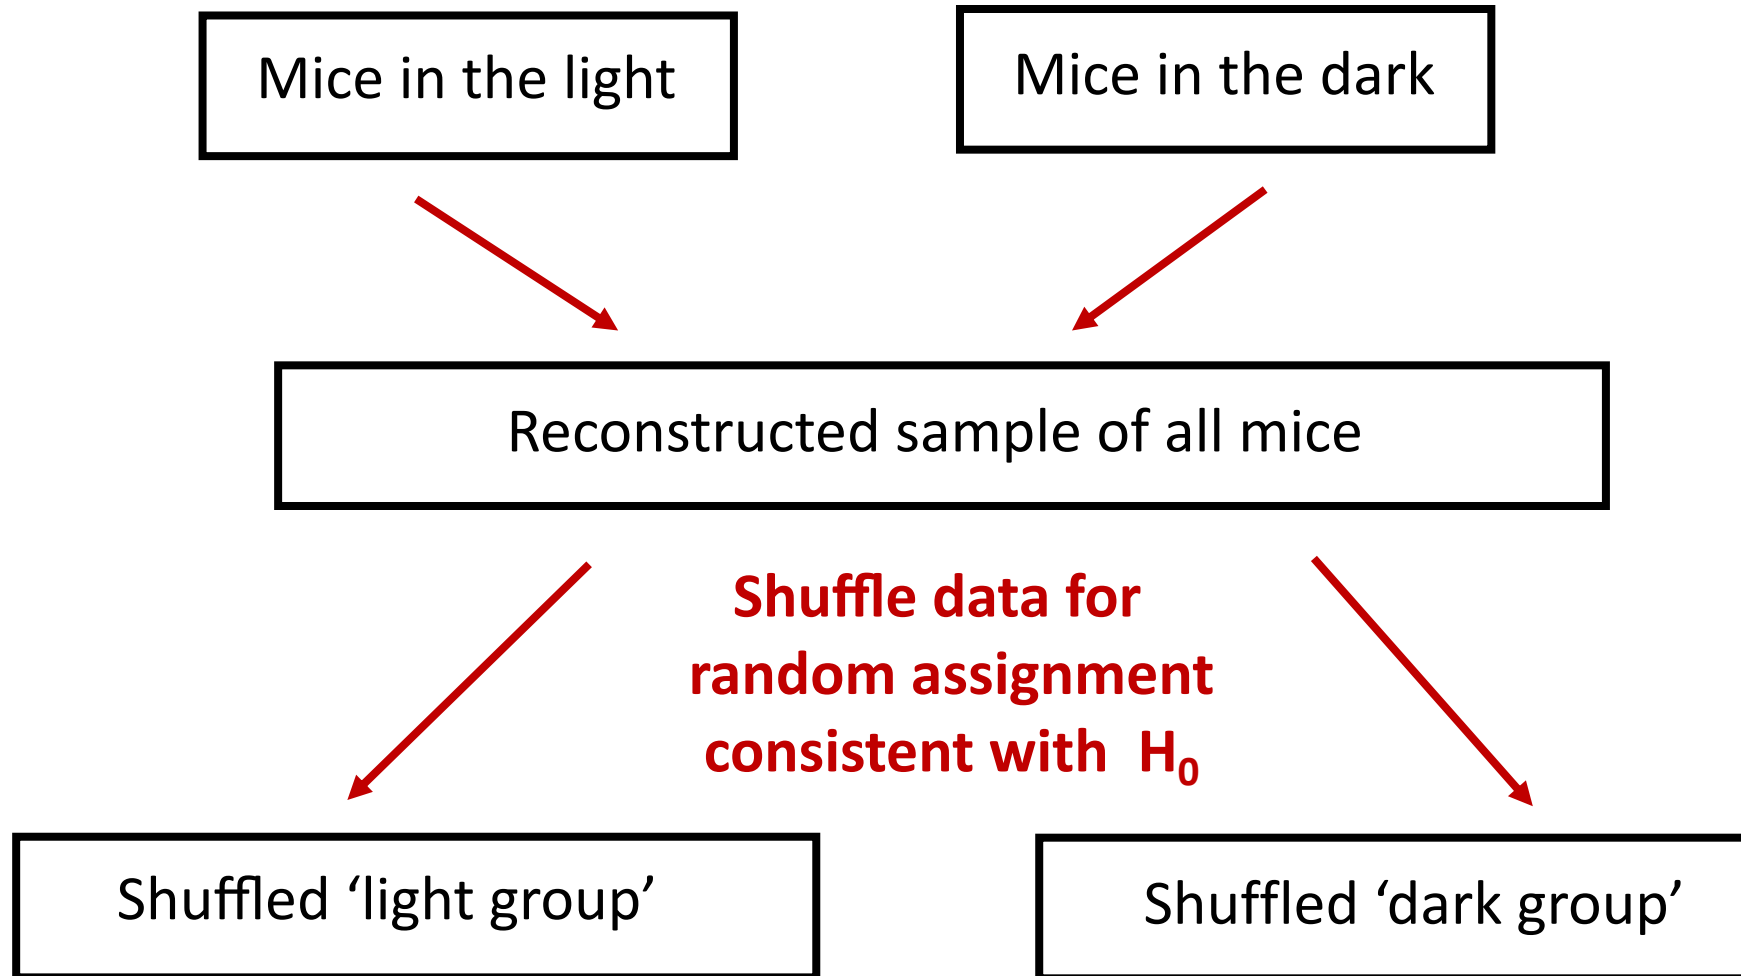 Mice in the light
Mice in the dark
Reconstructed sample of all mice
Shuffle data for
random assignment
consistent with H₀
Shuffled ‘light group’
Shuffled ‘dark group’